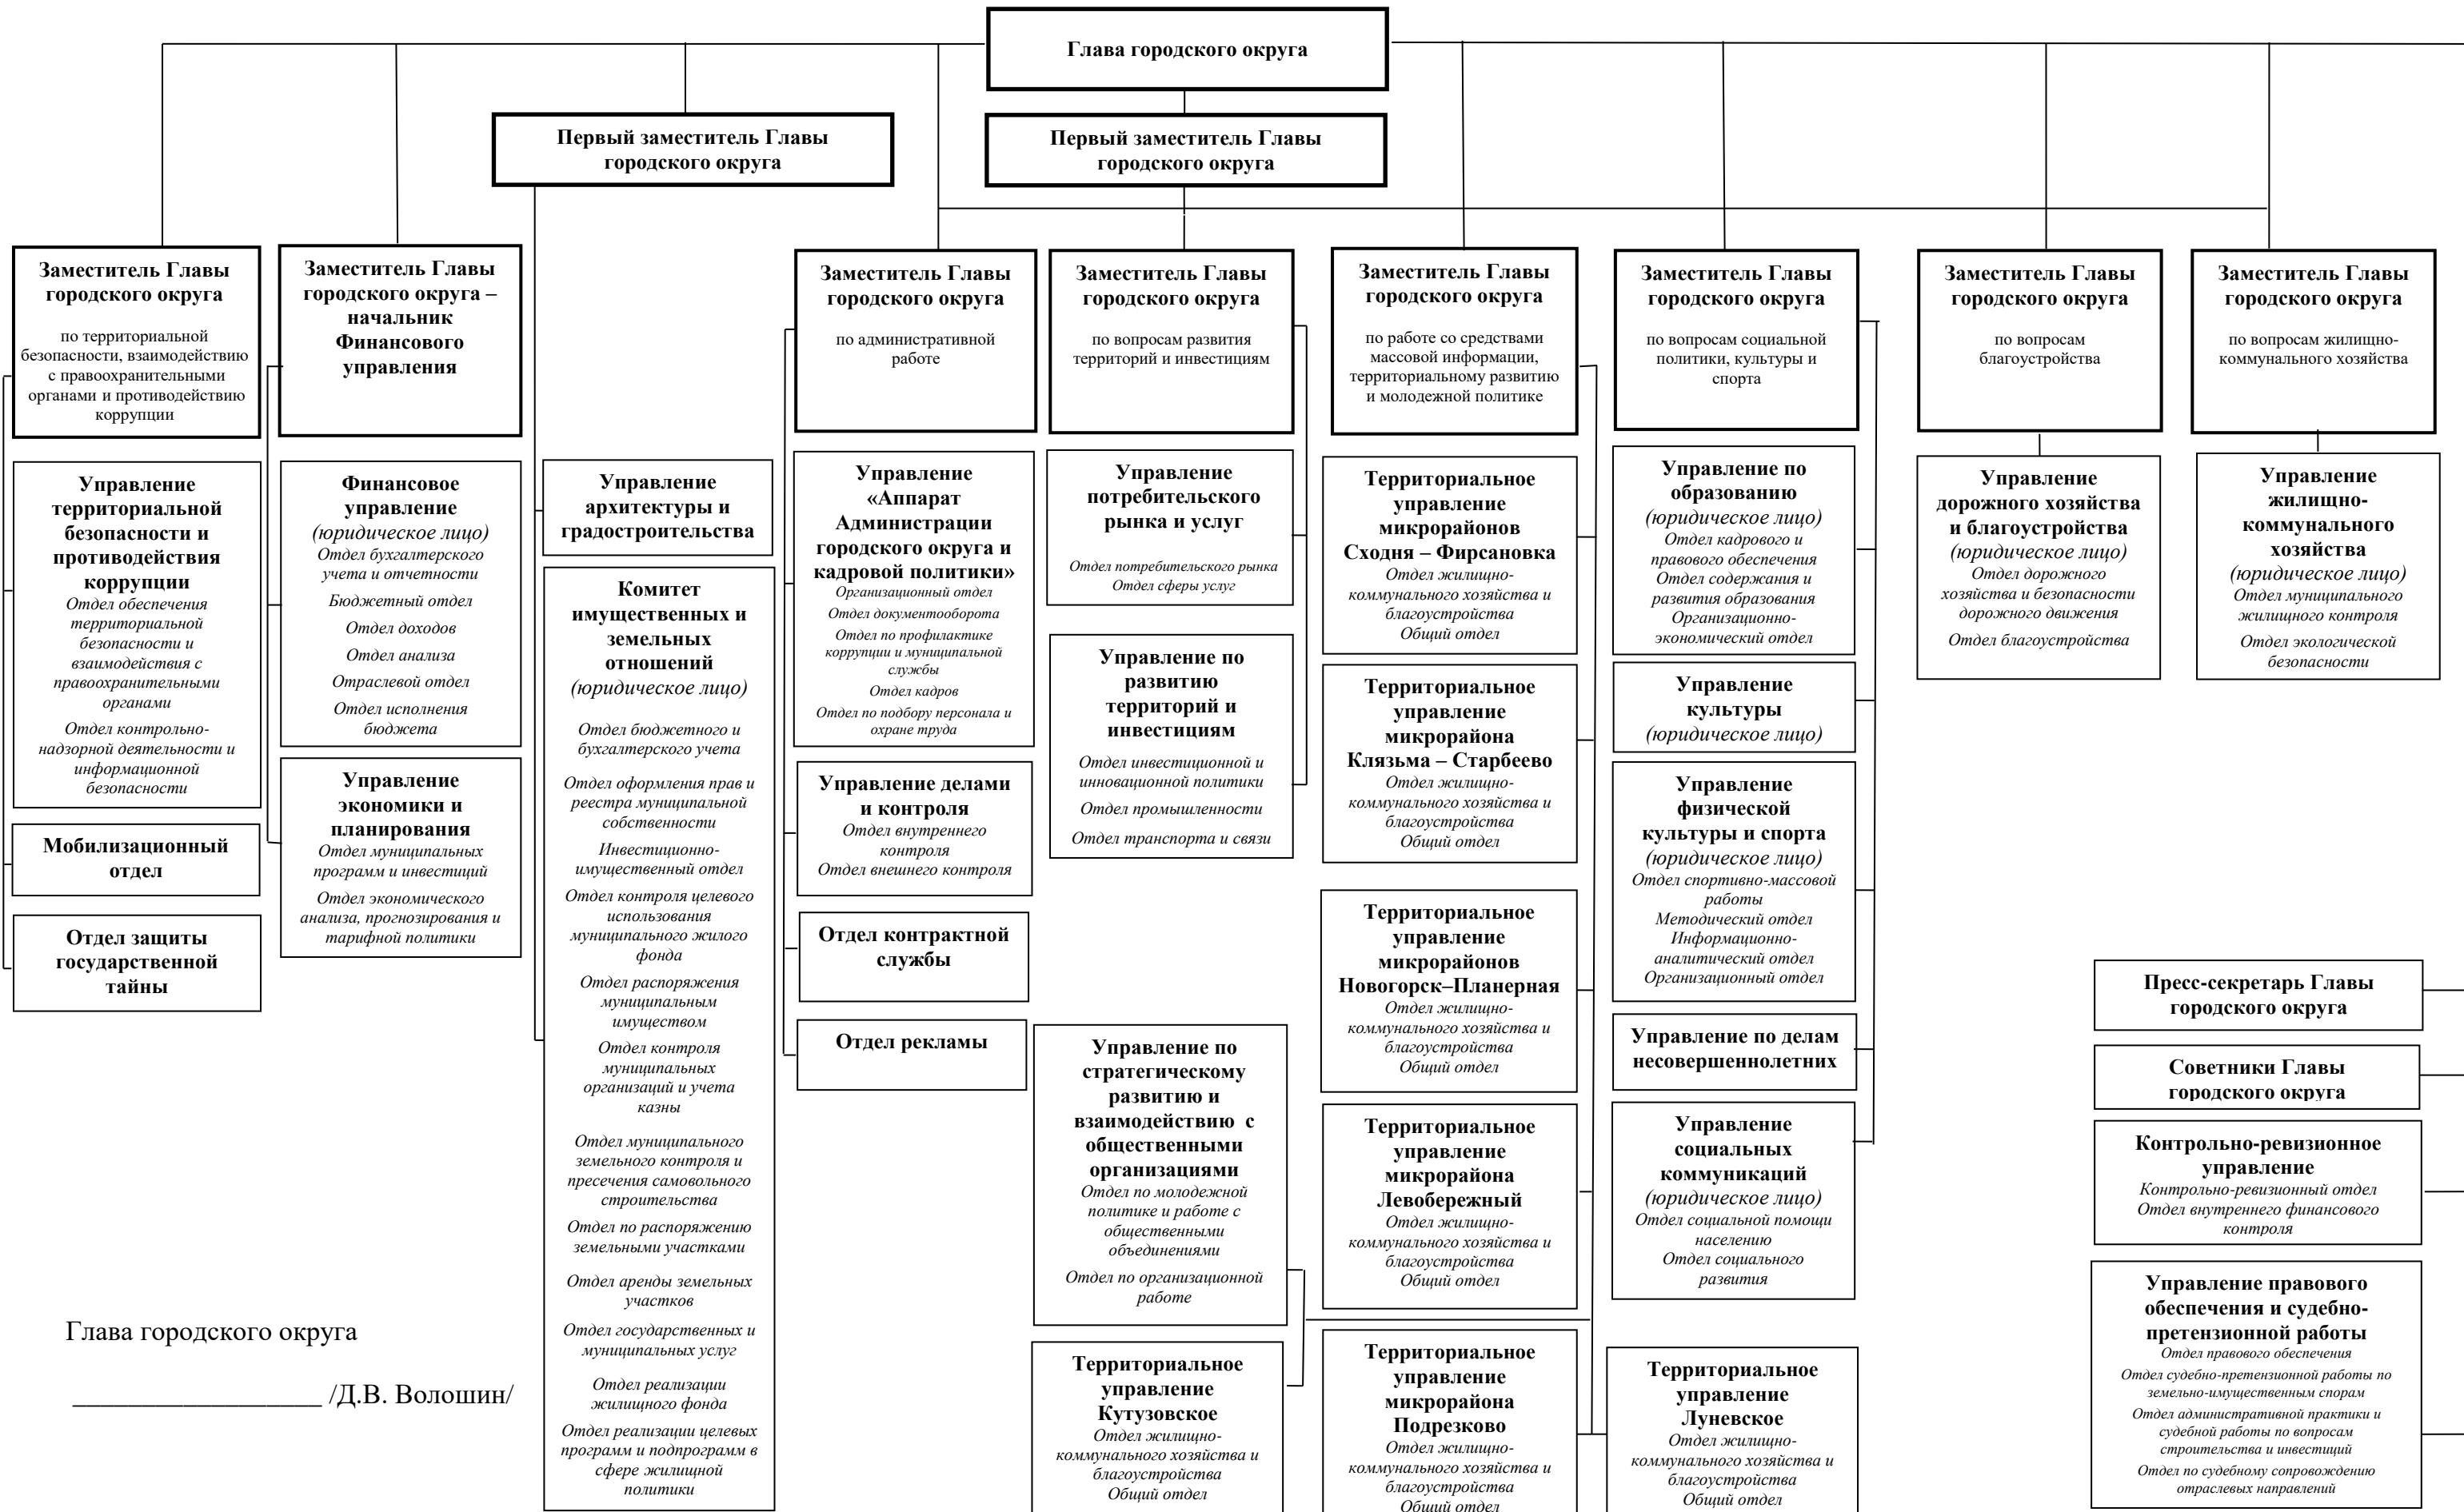 Глава городского округа
Первый заместитель Главы
городского округа
Первый заместитель Главы
городского округа
Заместитель Главы
городского округа
по территориальной
безопасности, взаимодействию
с правоохранительными
органами и противодействию
коррупции
Заместитель Главы
городского округа –
начальник
Финансового
управления
Заместитель Главы
городского округа
по административной
работе
Заместитель Главы
городского округа
по вопросам развития
территорий и инвестициям
Заместитель Главы
городского округа
по работе со средствами
массовой информации,
территориальному развитию
и молодежной политике
Заместитель Главы
городского округа
по вопросам социальной
политики, культуры и
спорта
Заместитель Главы
городского округа
по вопросам
благоустройства
Заместитель Главы
городского округа
по вопросам жилищно-
коммунального хозяйства
Управление
территориальной
безопасности и
противодействия
коррупции
Отдел обеспечения
территориальной
безопасности и
взаимодействия с
правоохранительными
органами
Отдел контрольно-
надзорной деятельности и
информационной
безопасности
Мобилизационный
отдел
Отдел защиты
государственной
тайны
Финансовое
управление
(юридическое лицо)
Отдел бухгалтерского
учета и отчетности
Бюджетный отдел
Отдел доходов
Отдел анализа
Отраслевой отдел
Отдел исполнения
бюджета
Управление
экономики и
планирования
Отдел муниципальных
программ и инвестиций
Отдел экономического
анализа, прогнозирования и
тарифной политики
Управление
архитектуры и
градостроительства
Комитет
имущественных и
земельных
отношений
(юридическое лицо)
Отдел бюджетного и
бухгалтерского учета
Отдел оформления прав и
реестра муниципальной
собственности
Инвестиционно-
имущественный отдел
Отдел контроля целевого
использования
муниципального жилого
фонда
Отдел распоряжения
муниципальным
имуществом
Отдел контроля
муниципальных
организаций и учета
казны
Отдел муниципального
земельного контроля и
пресечения самовольного
строительства
Отдел по распоряжению
земельными участками
Отдел аренды земельных
участков
Отдел государственных и
муниципальных услуг
Отдел реализации
жилищного фонда
Отдел реализации целевых
программ и подпрограмм в
сфере жилищной
политики
Управление
«Аппарат
Администрации
городского округа и
кадровой политики»
Организационный отдел
Отдел документооборота
Отдел по профилактике
коррупции и муниципальной
службы
Отдел кадров
Отдел по подбору персонала и
охране труда
Управление делами
и контроля
Отдел внутреннего
контроля
Отдел внешнего контроля
Отдел контрактной
службы
Отдел рекламы
Управление
потребительского
рынка и услуг
Отдел потребительского рынка
Отдел сферы услуг
Управление по
развитию
территорий и
инвестициям
Отдел инвестиционной и
инновационной политики
Отдел промышленности
Отдел транспорта и связи
Управление по
стратегическому
развитию и
взаимодействию с
общественными
организациями
Отдел по молодежной
политике и работе с
общественными
объединениями
Отдел по организационной
работе
Территориальное
управление
Кутузовское
Отдел жилищно-
коммунального хозяйства и
благоустройства
Общий отдел
Территориальное
управление
микрорайонов
Сходня – Фирсановка
Отдел жилищно-
коммунального хозяйства и
благоустройства
Общий отдел
Территориальное
управление
микрорайона
Клязьма – Старбеево
Отдел жилищно-
коммунального хозяйства и
благоустройства
Общий отдел
Территориальное
управление
микрорайонов
Новогорск–Планерная
Отдел жилищно-
коммунального хозяйства и
благоустройства
Общий отдел
Территориальное
управление
микрорайона
Левобережный
Отдел жилищно-
коммунального хозяйства и
благоустройства
Общий отдел
Территориальное
управление
микрорайона
Подрезково
Отдел жилищно-
коммунального хозяйства и
благоустройства
Общий отдел
Управление по
образованию
(юридическое лицо)
Отдел кадрового и
правового обеспечения
Отдел содержания и
развития образования
Организационно-
экономический отдел
Управление
культуры
(юридическое лицо)
Управление
физической
культуры и спорта
(юридическое лицо)
Отдел спортивно-массовой
работы
Методический отдел
Информационно-
аналитический отдел
Организационный отдел
Управление по делам
несовершеннолетних
Управление
социальных
коммуникаций
(юридическое лицо)
Отдел социальной помощи
населению
Отдел социального
развития
Территориальное
управление
Луневское
Отдел жилищно-
коммунального хозяйства и
благоустройства
Общий отдел
Управление
дорожного хозяйства
и благоустройства
(юридическое лицо)
Отдел дорожного
хозяйства и безопасности
дорожного движения
Отдел благоустройства
Управление
жилищно-
коммунального
хозяйства
(юридическое лицо)
Отдел муниципального
жилищного контроля
Отдел экологической
безопасности
Пресс-секретарь Главы
городского округа
Советники Главы
городского округа
Контрольно-ревизионное
управление
Контрольно-ревизионный отдел
Отдел внутреннего финансового
контроля
Управление правового
обеспечения и судебно-
претензионной работы
Отдел правового обеспечения
Отдел судебно-претензионной работы по
земельно-имущественным спорам
Отдел административной практики и
судебной работы по вопросам
строительства и инвестиций
Отдел по судебному сопровождению
отраслевых направлений
Глава городского округа
__________________ /Д.В. Волошин/